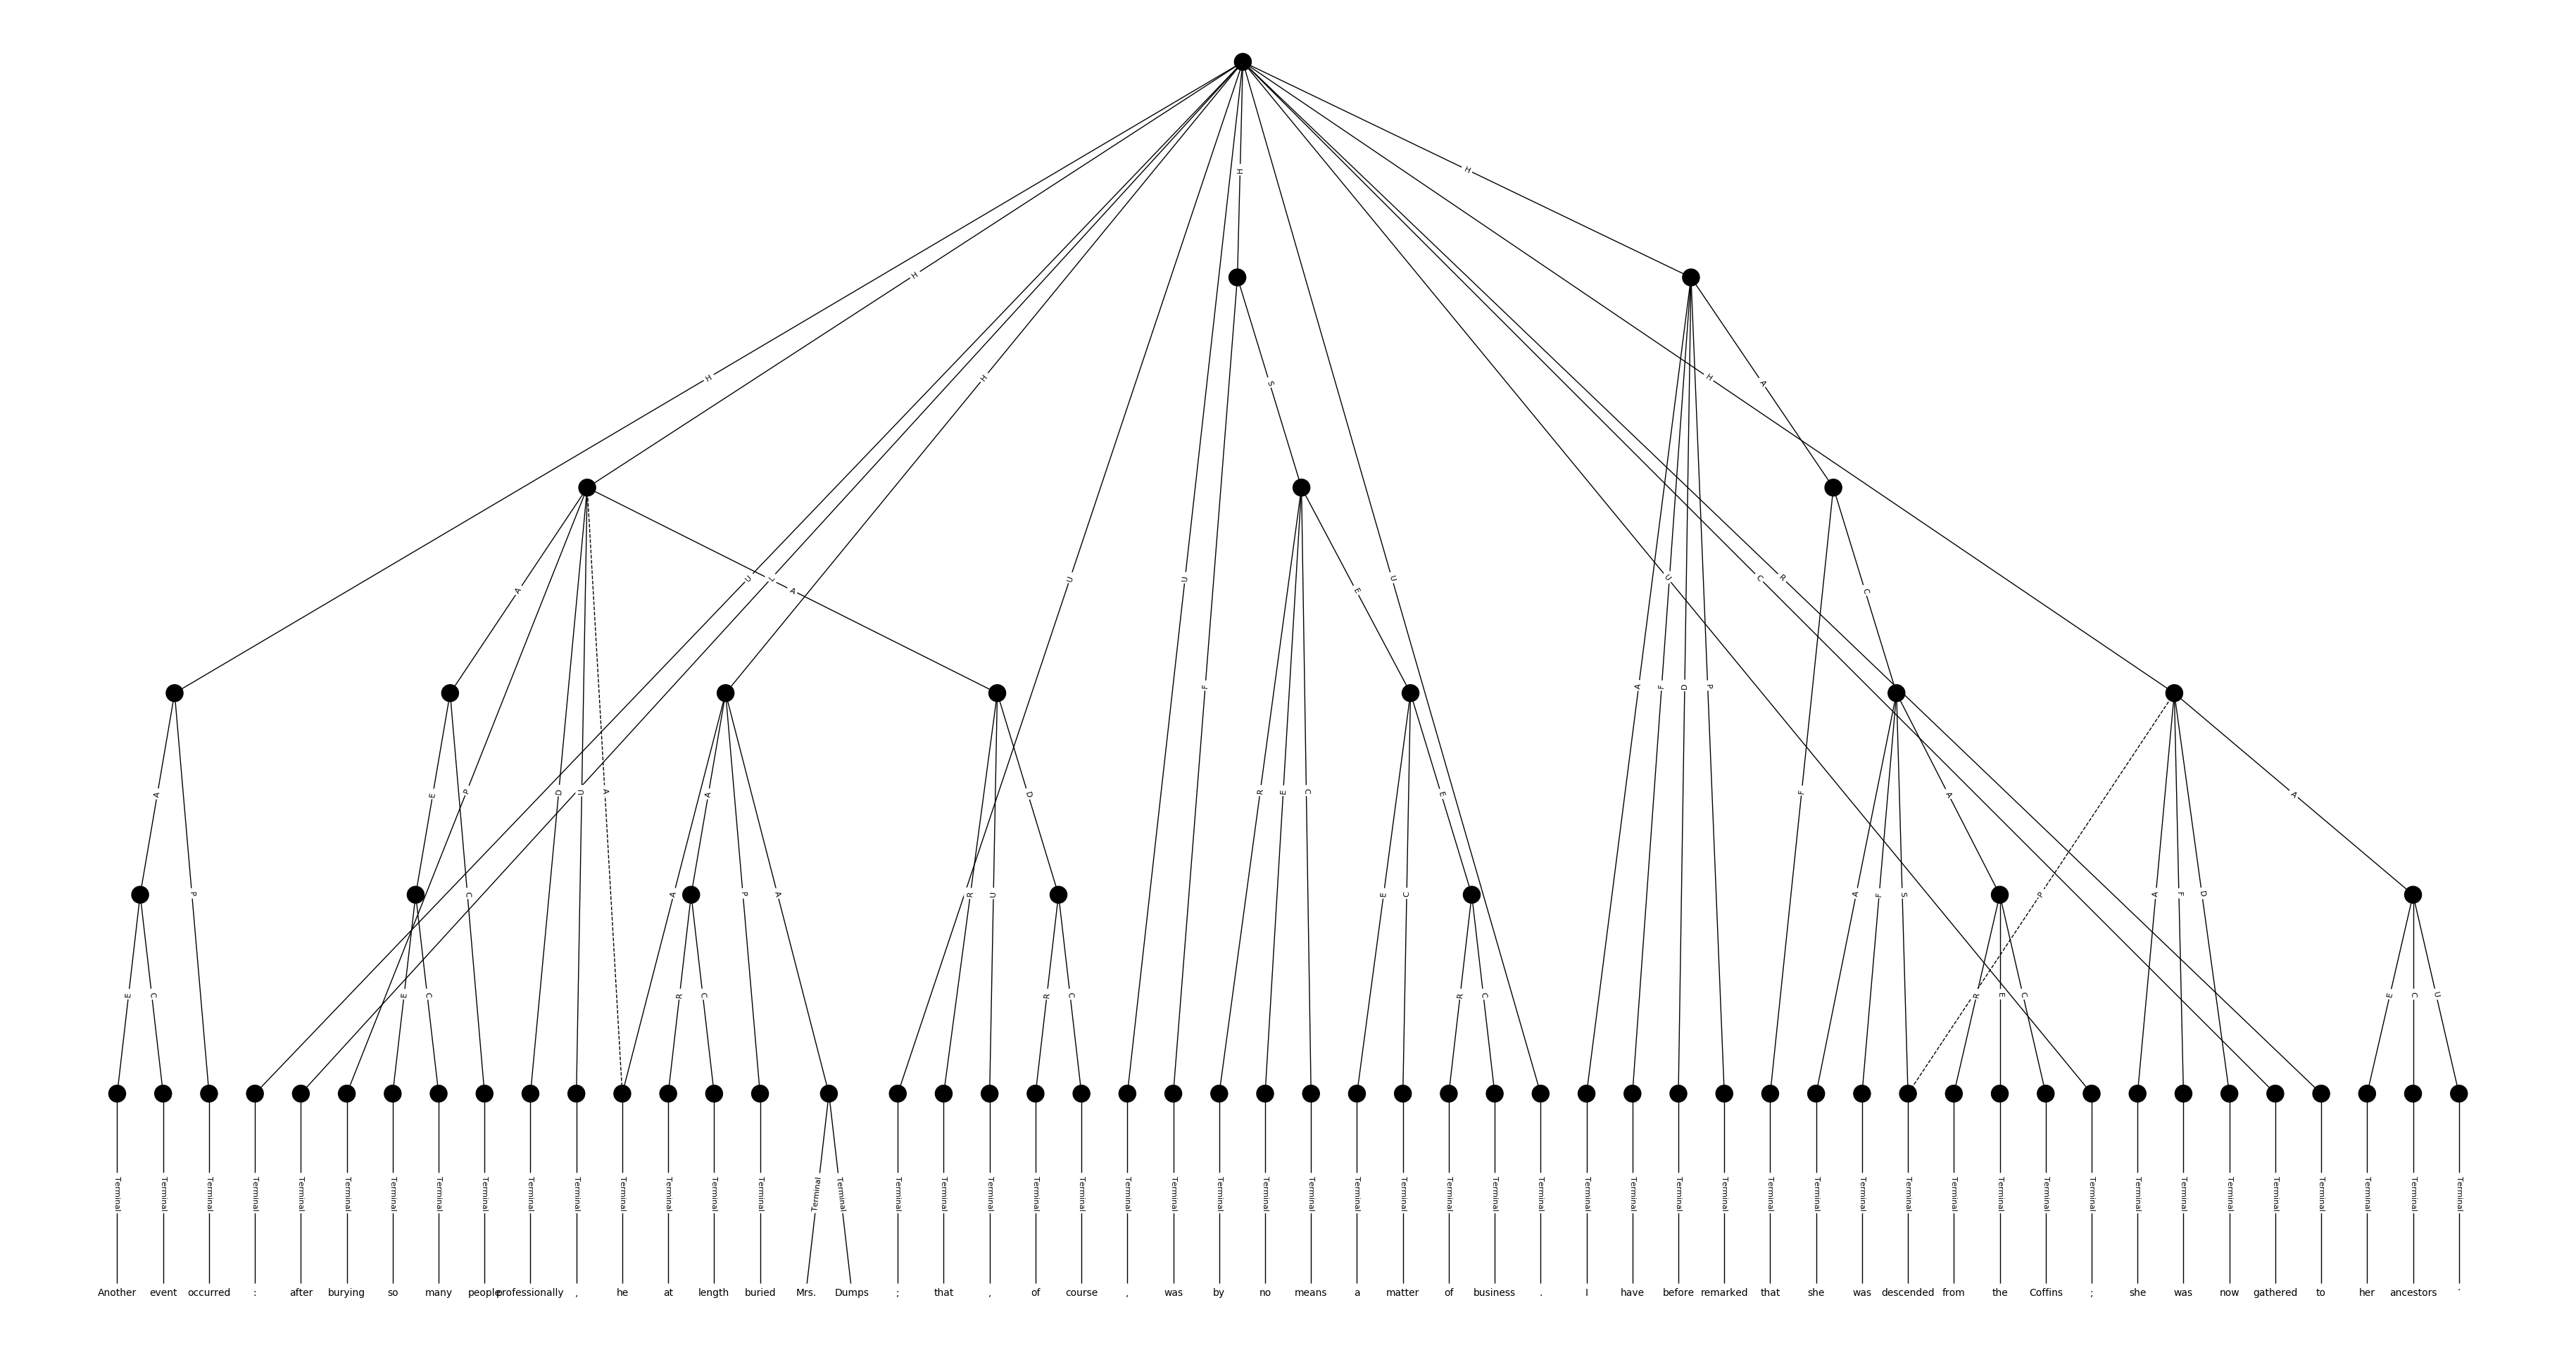 H
H
H
H
H
A
S
H
U
L
A
A
U
U
E
U
U
C
R
C
F
A
F
D
P
A
E
P
D
U
A
A
D
R
E
C
E
F
A
P
A
P
C
A
P
A
R
U
E
C
A
F
S
A
F
D
E
C
E
C
R
C
R
C
R
C
R
E
C
E
C
U
Terminal Terminal Terminal Terminal Terminal Terminal Terminal Terminal Terminal Terminal Terminal Terminal Terminal Terminal Terminal Terminal Terminal Terminal Terminal Terminal Terminal Terminal Terminal Terminal Terminal Terminal Terminal Terminal Terminal Terminal Terminal Terminal Terminal Terminal Terminal Terminal Terminal Terminal Terminal Terminal Terminal Terminal Terminal Terminal Terminal Terminal Terminal Terminal Terminal Terminal Terminal Terminal
Another event occurred : after burying so many people professionally , he at length buried Mrs. Dumps ; that , of course , was by no means a matter of business . I have before remarked that she was descended from the Coffins ; she was now gathered to her ancestors .